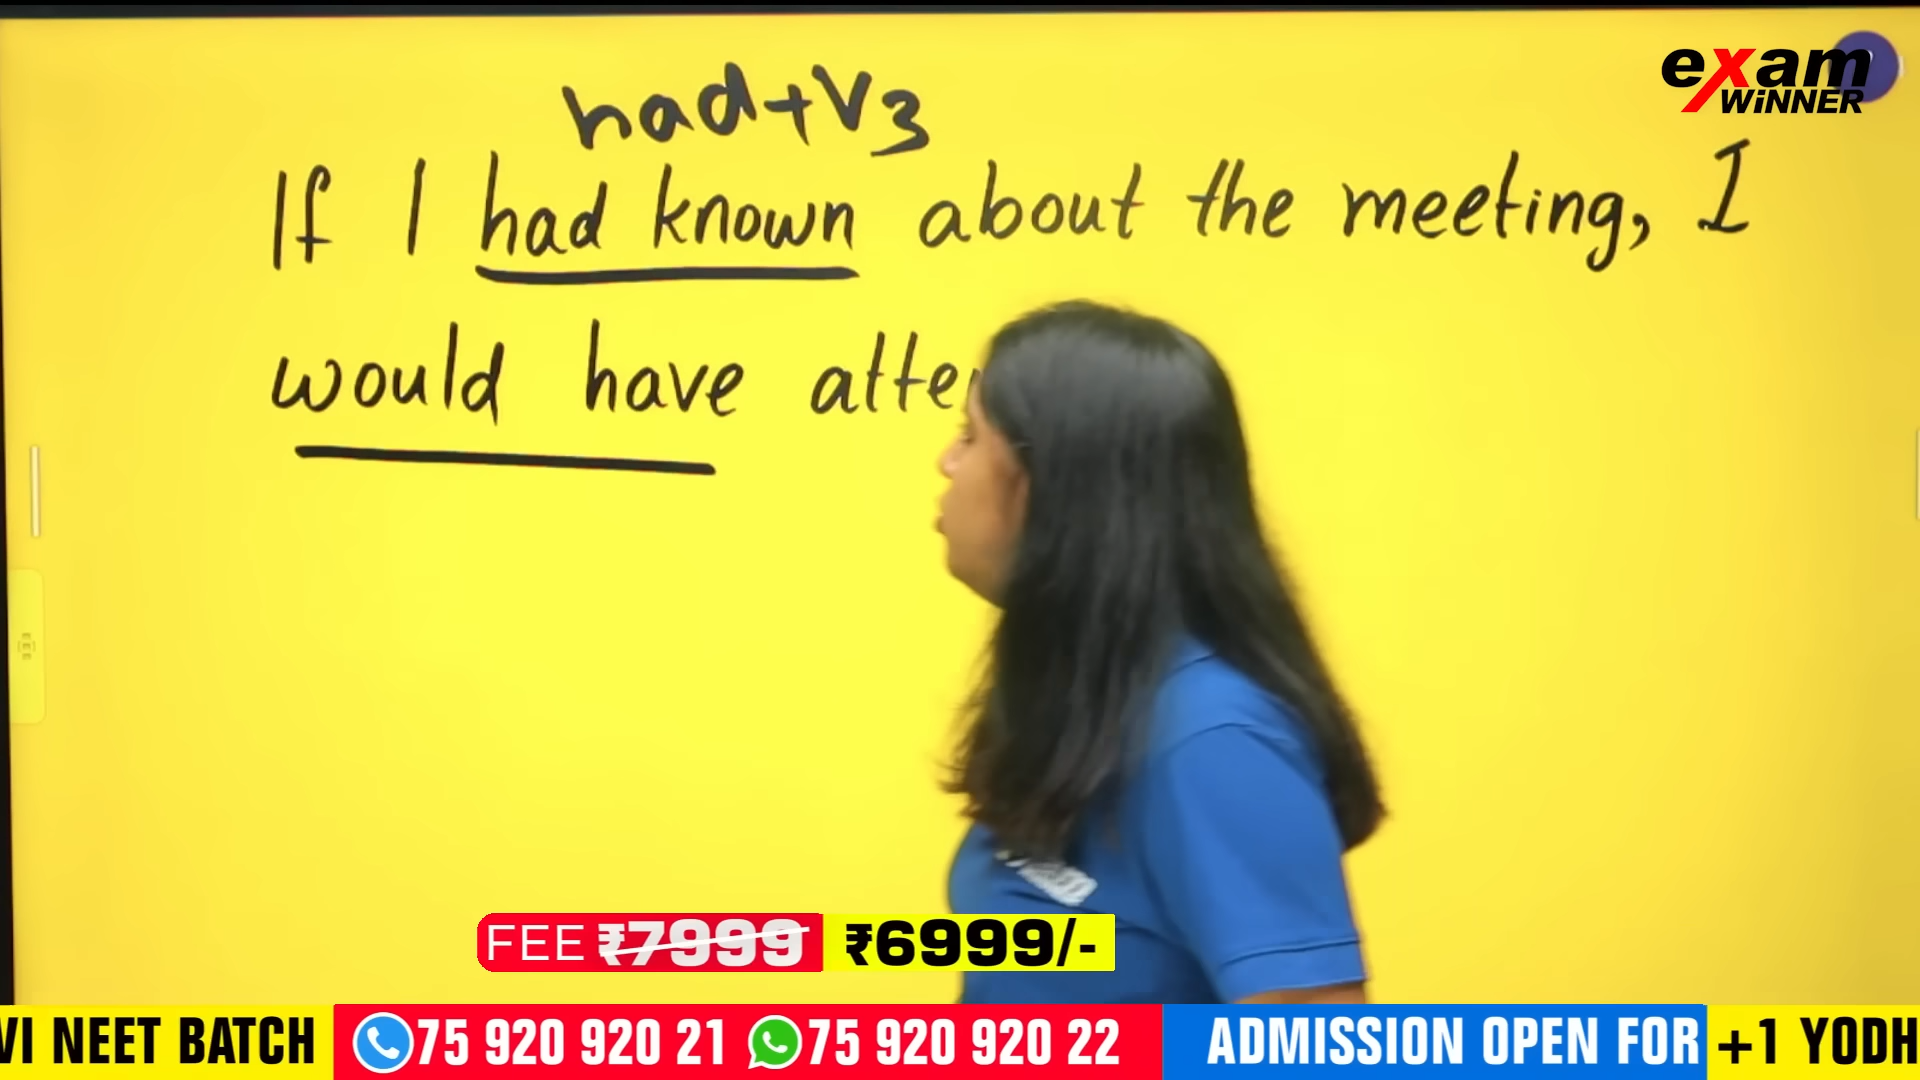 exam
WiNNER
had+V3
If I had known about the meeting, I
would have atte
FEE ₹7999 ₹6999/-
VI NEET BATCH 75 920 920 21 75 920 920 22 ADMISSION OPEN FOR +1 YODH